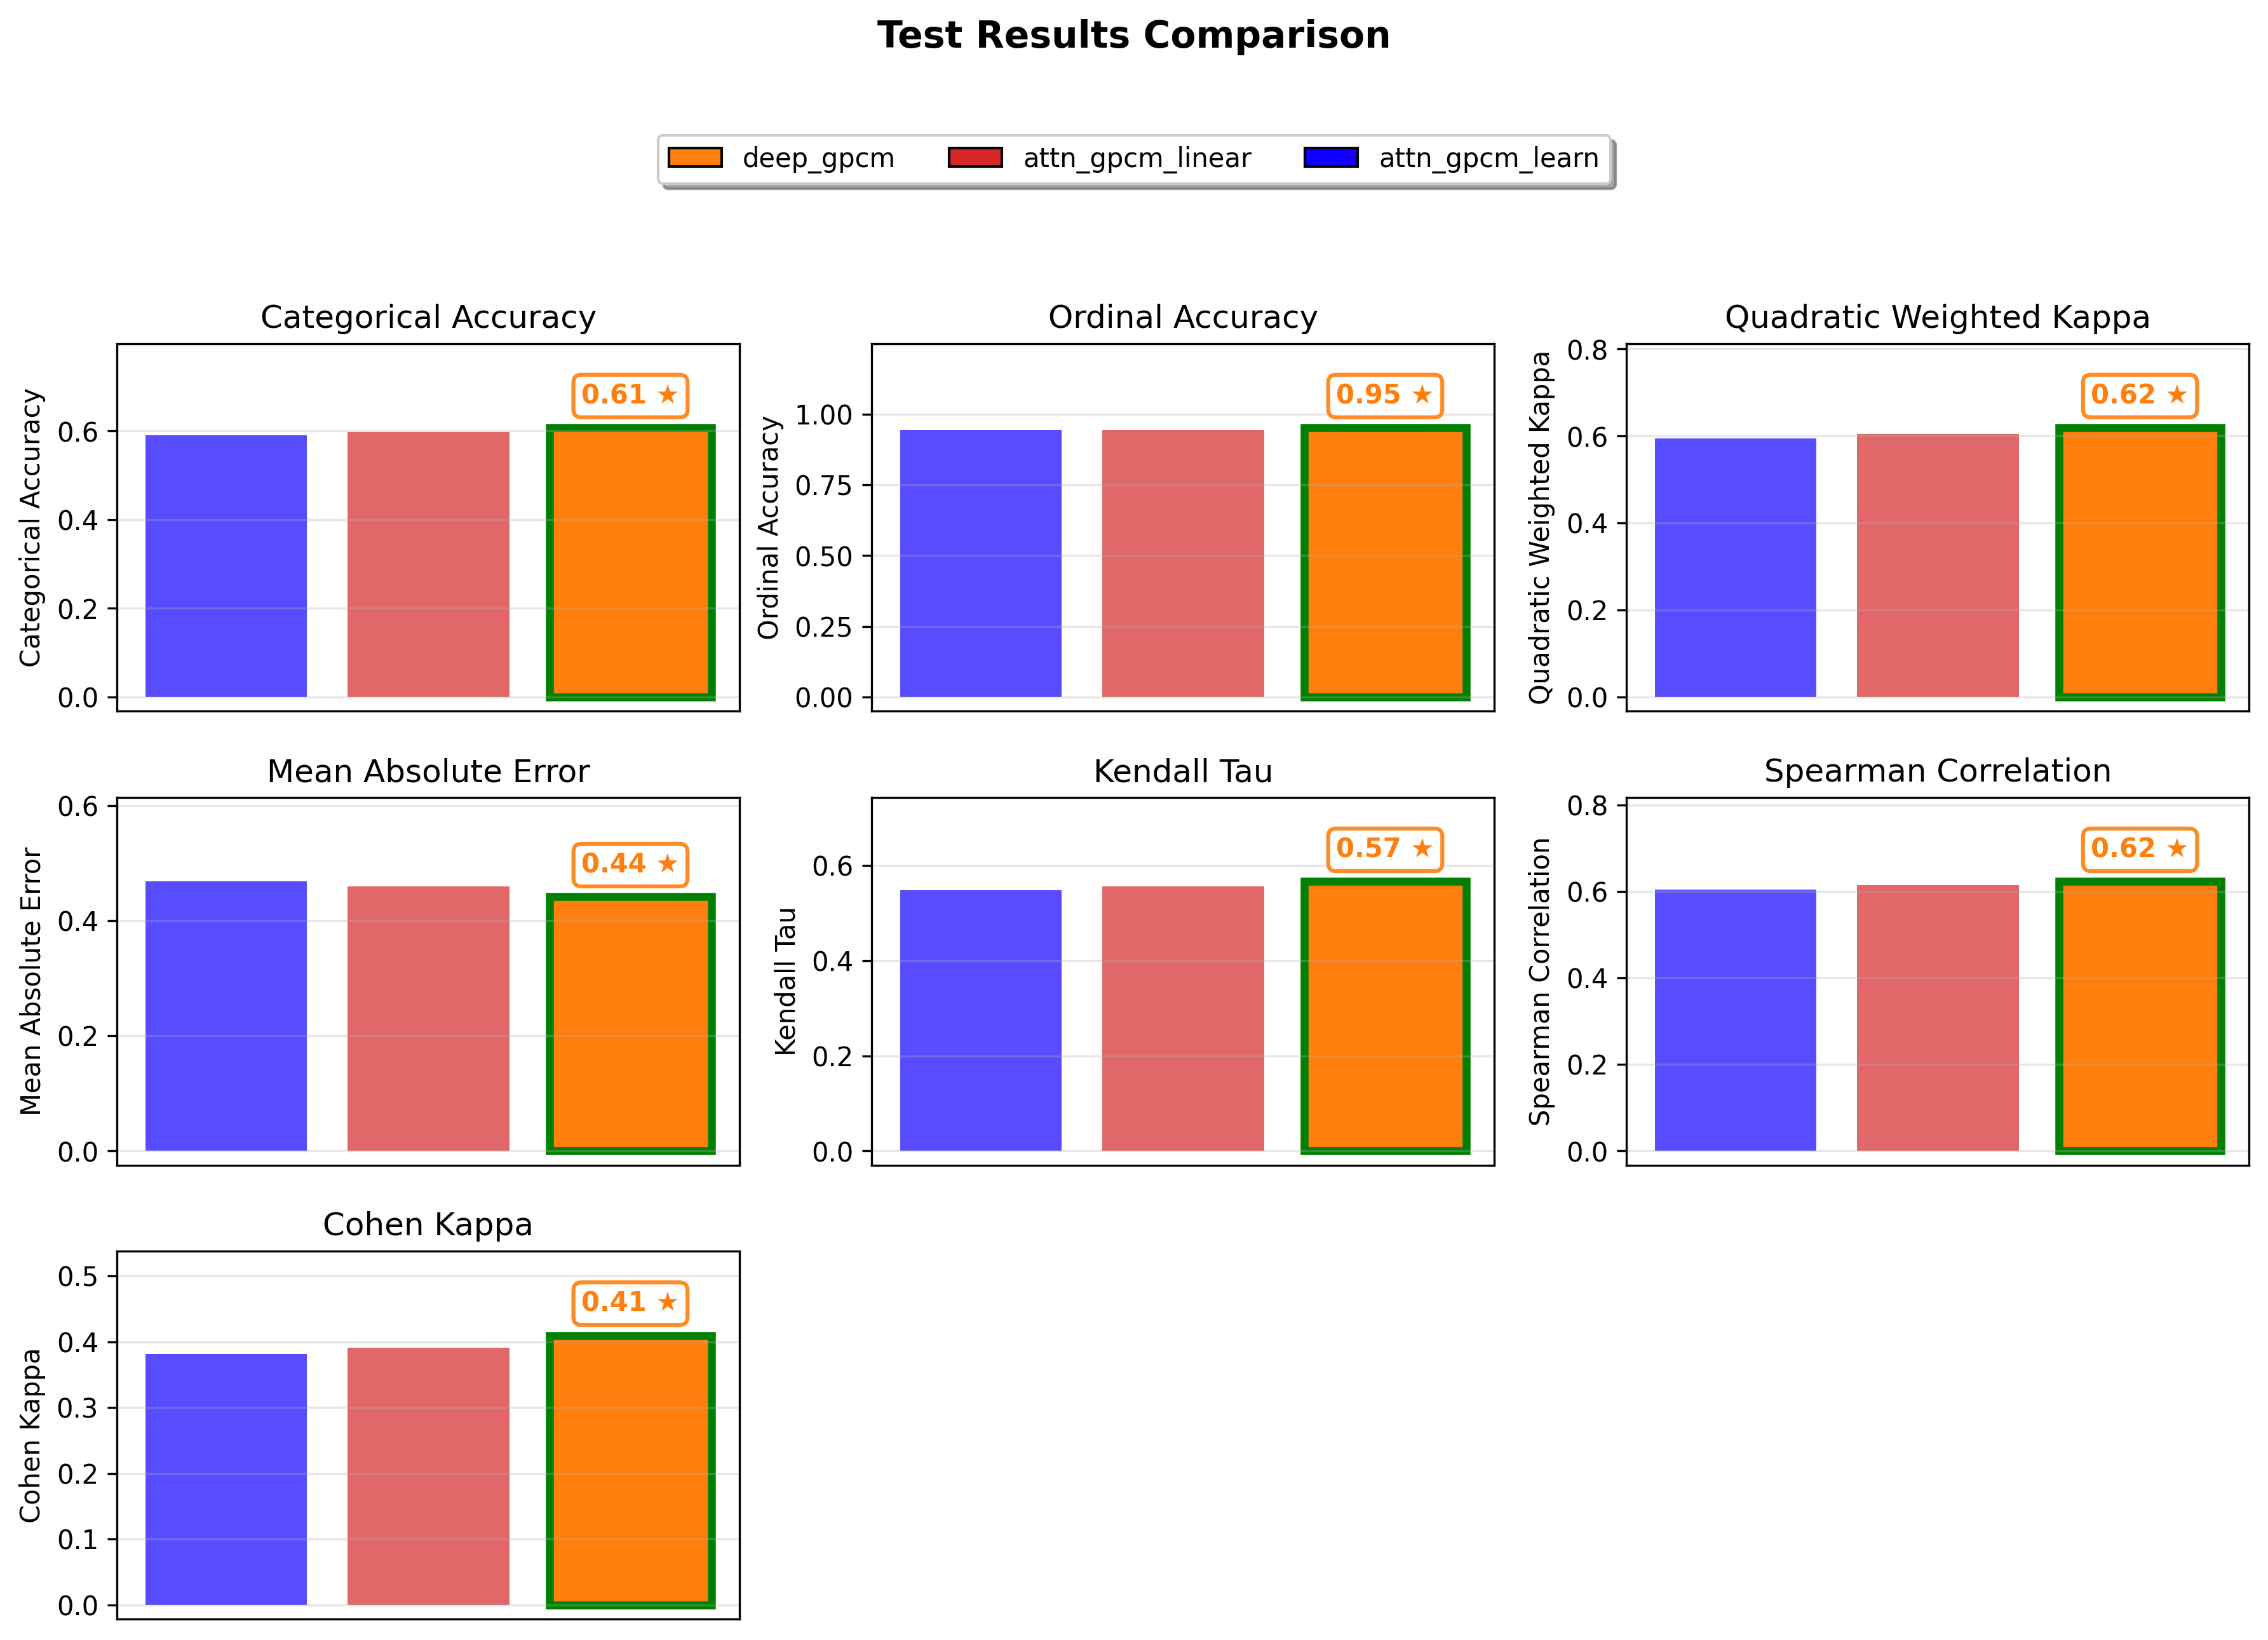 Test Results Comparison
deep_gpcm attn_gpcm_linear attn_gpcm_learn
Categorical Accuracy
Categorical Accuracy
0.6
0.4
0.2
0.0
0.61 ★
Ordinal Accuracy
Ordinal Accuracy
1.00
0.75
0.50
0.25
0.00
0.95 ★
Quadratic Weighted Kappa
Quadratic Weighted Kappa
0.8
0.6
0.4
0.2
0.0
0.62 ★
Mean Absolute Error
Mean Absolute Error
0.6
0.4
0.2
0.0
0.44 ★
Kendall Tau
Kendall Tau
0.6
0.4
0.2
0.0
0.57 ★
Spearman Correlation
Spearman Correlation
0.8
0.6
0.4
0.2
0.0
0.62 ★
Cohen Kappa
Cohen Kappa
0.5
0.4
0.3
0.2
0.1
0.0
0.41 ★